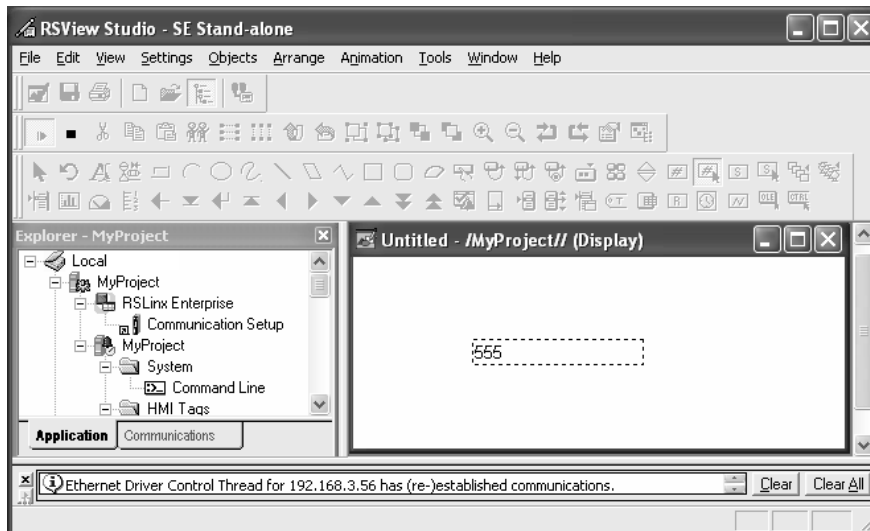 RSView Studio - SE Stand-alone
File Edit View Settings Objects Arrange Animation Tools Window Help
Explorer - MyProject
Local
MyProject
RSLinx Enterprise
Communication Setup
MyProject
System
Command Line
HMI Tags
Application Communications
Untitled - /MyProject// (Display)
555
Ethernet Driver Control Thread for 192.168.3.56 has (re-)established communications.
Clear Clear All